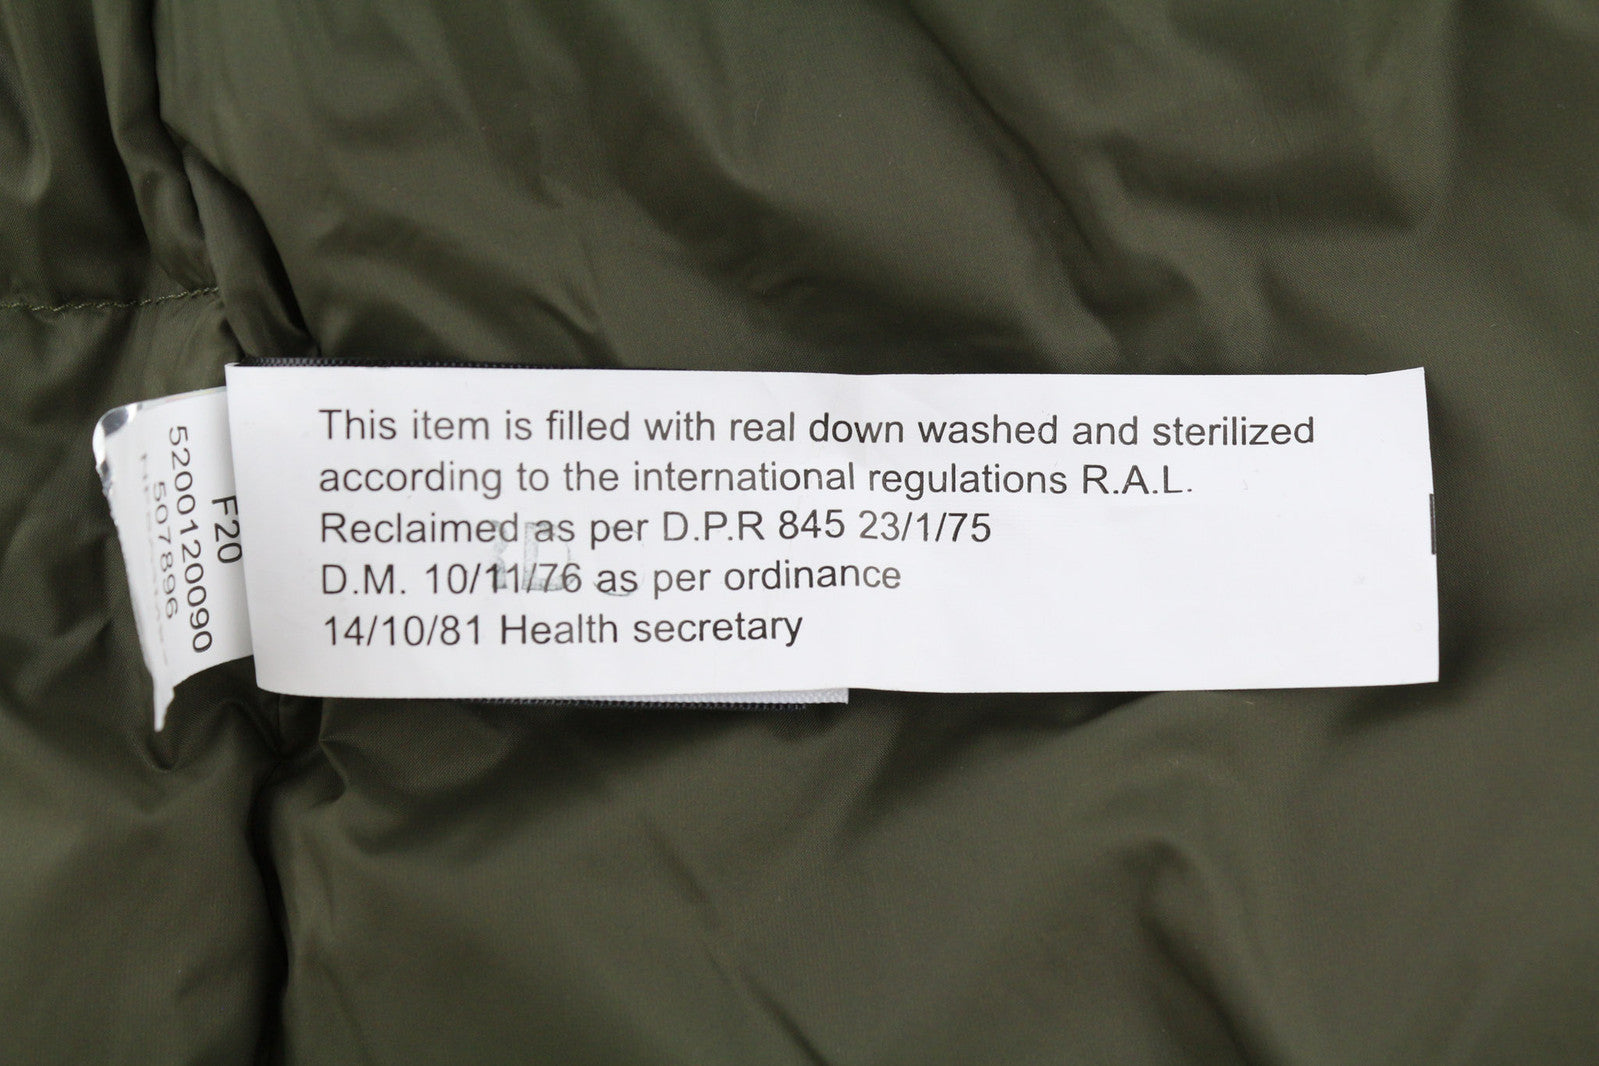 This item is filled with real down washed and sterilized
according to the international regulations R.A.L.
Reclaimed as per D.P.R 845 23/1/75
D.M. 10/11/76 as per ordinance
14/10/81 Health secretary
F20
5200120090
507896